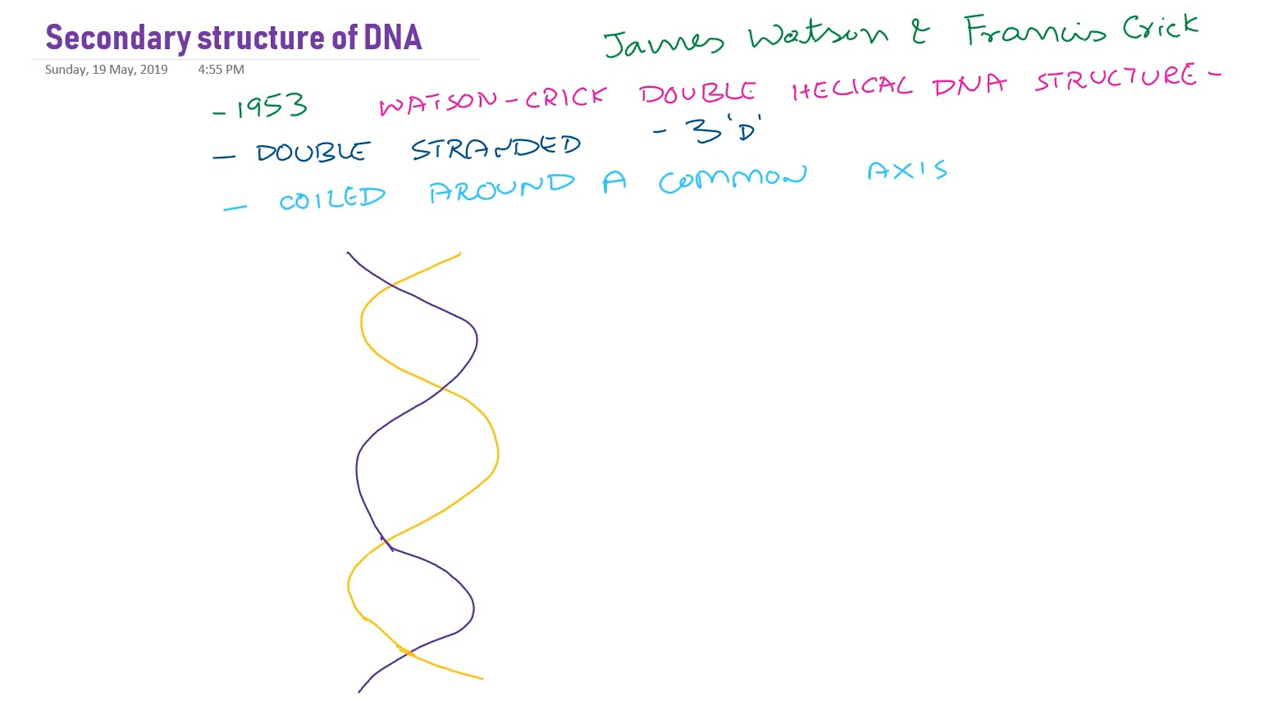 Secondary structure of DNA
James Watson & Francis Crick
Sunday, 19 May, 2019 4:55 PM
- 1953 WATSON-CRICK DOUBLE HELICAL DNA STRUCTURE -
- DOUBLE STRANDED - 3'D'
- COILED AROUND A COMMON AXIS